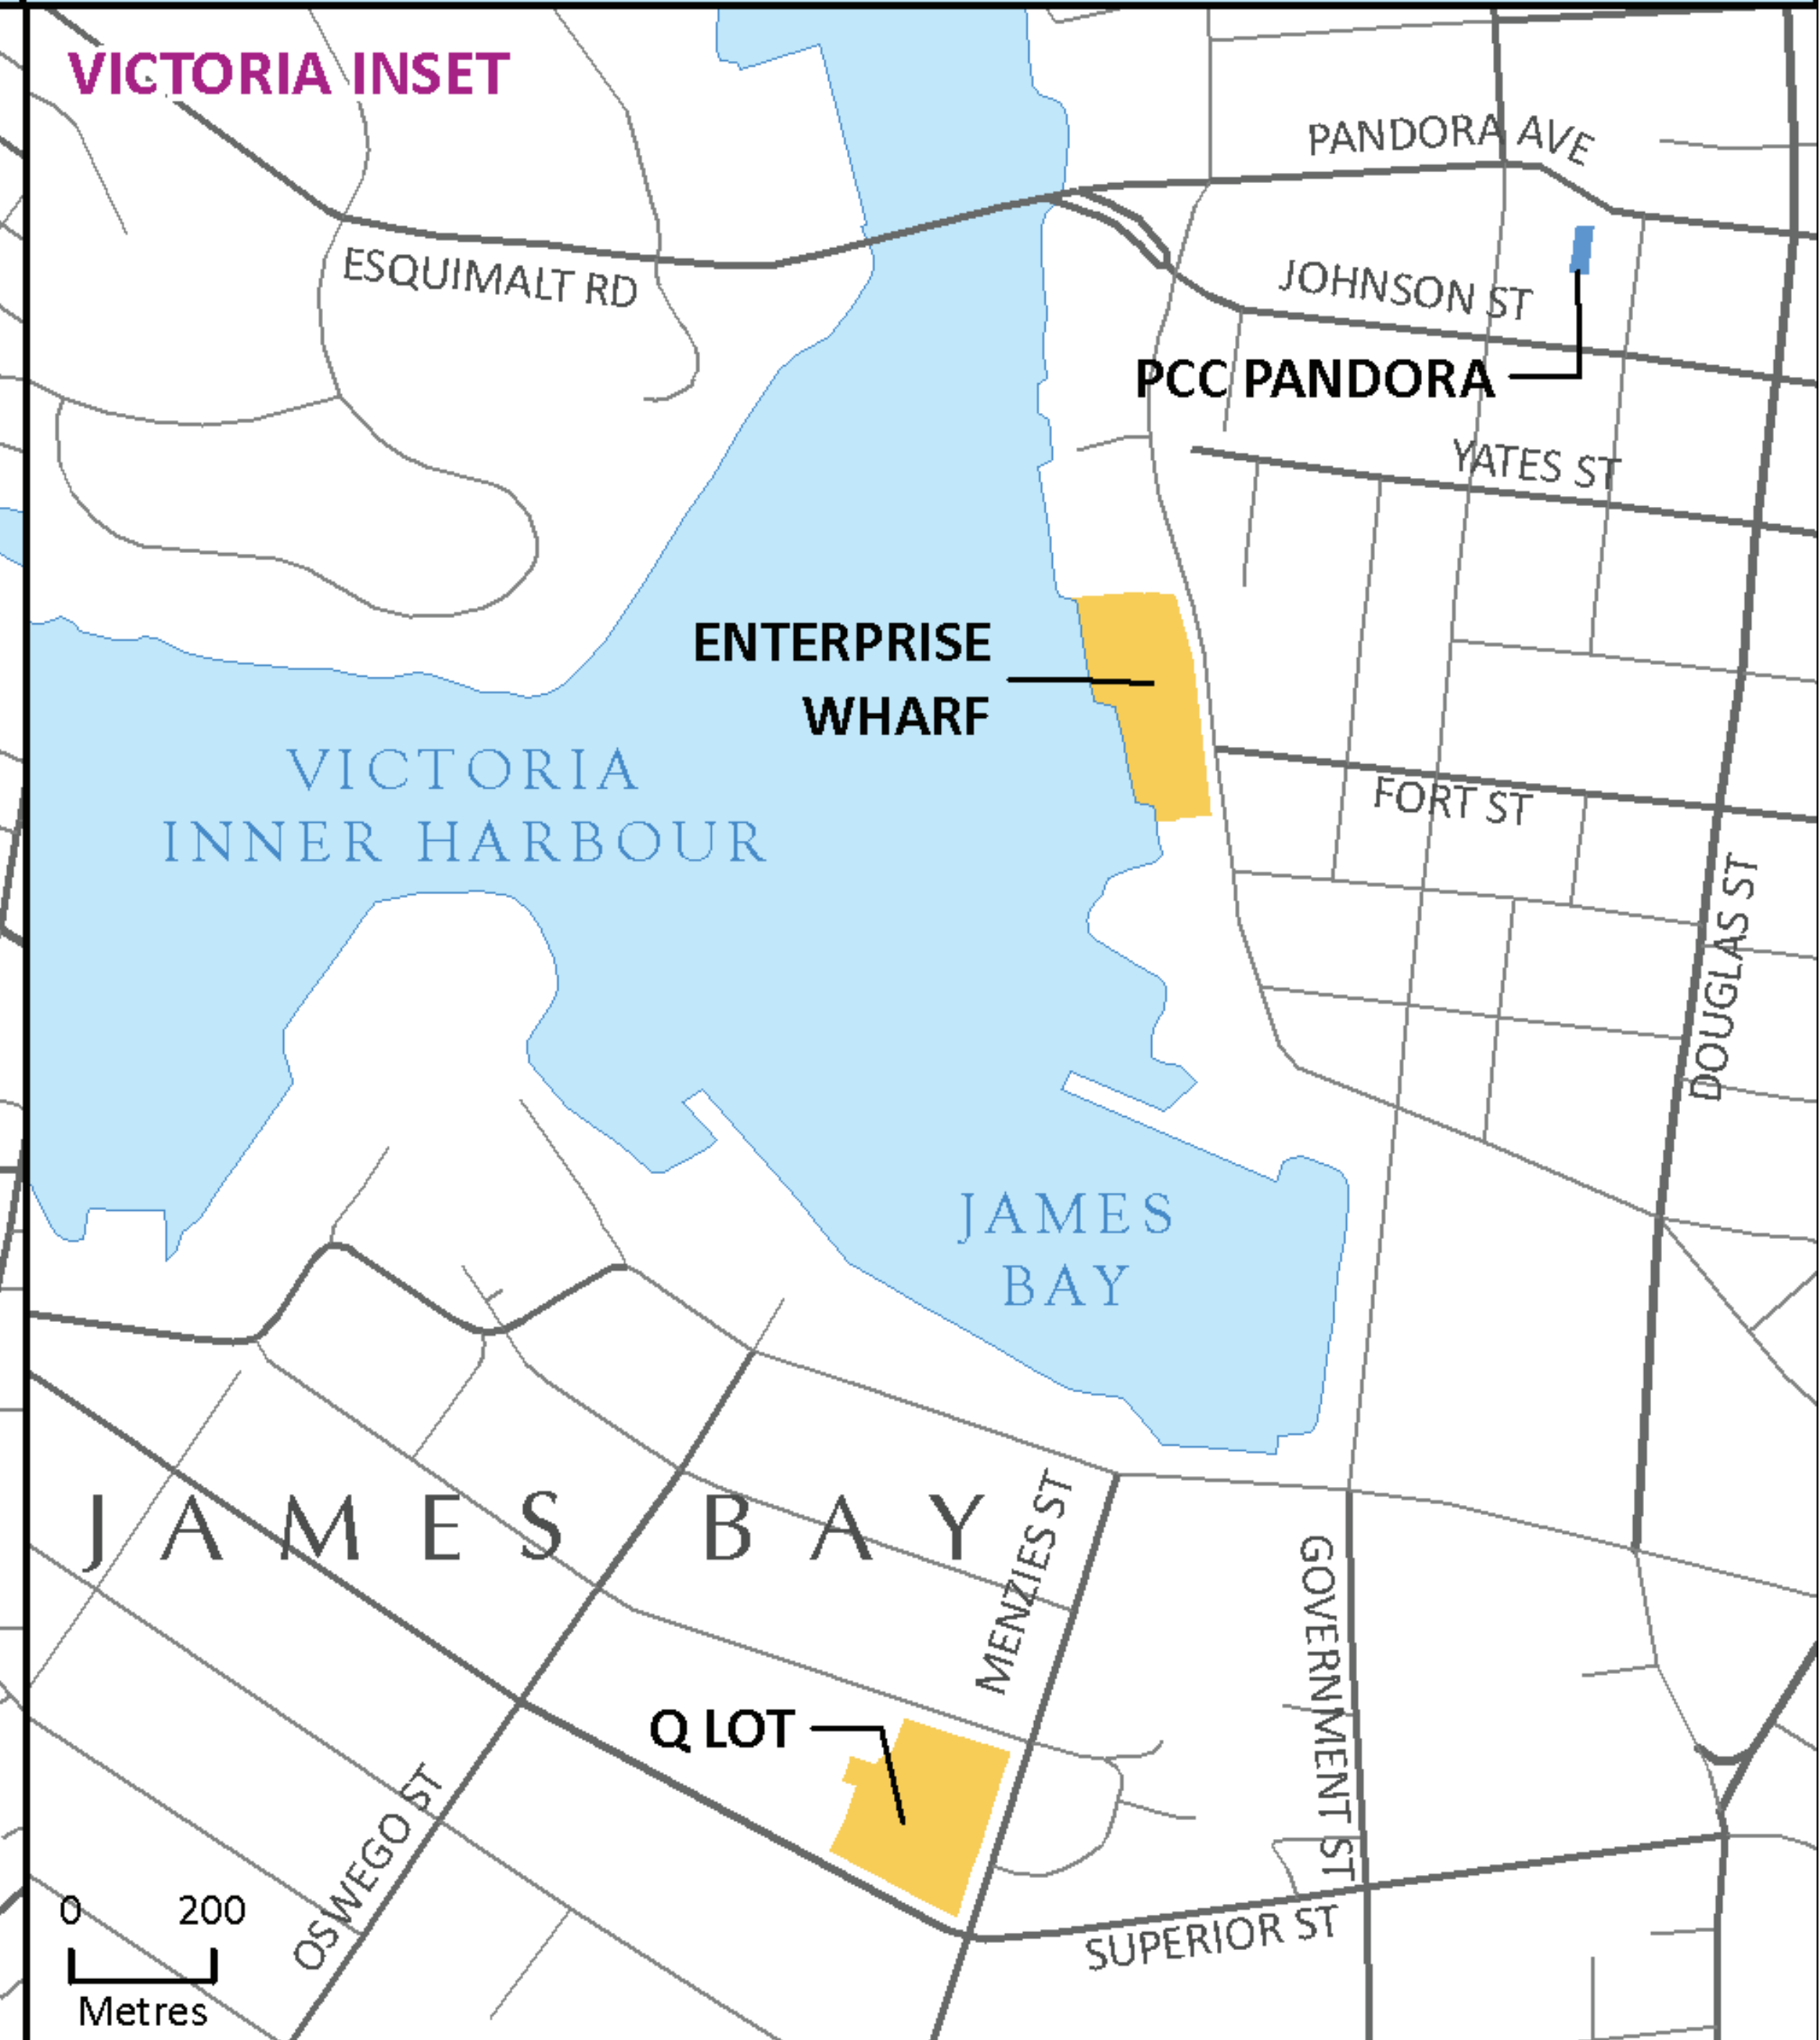 VICTORIA INSET
PANDORA AVE
ESQUIMALT RD
JOHNSON ST
PCC PANDORA
YATES ST
ENTERPRISE
WHARF
VICTORIA
INNER HARBOUR
FORT ST
DOUGLAS ST
JAMES
BAY
JAMES BAY
MENZIES ST
GOVERNMENT ST
Q LOT
OSWEGO ST
SUPERIOR ST
0 200
Metres